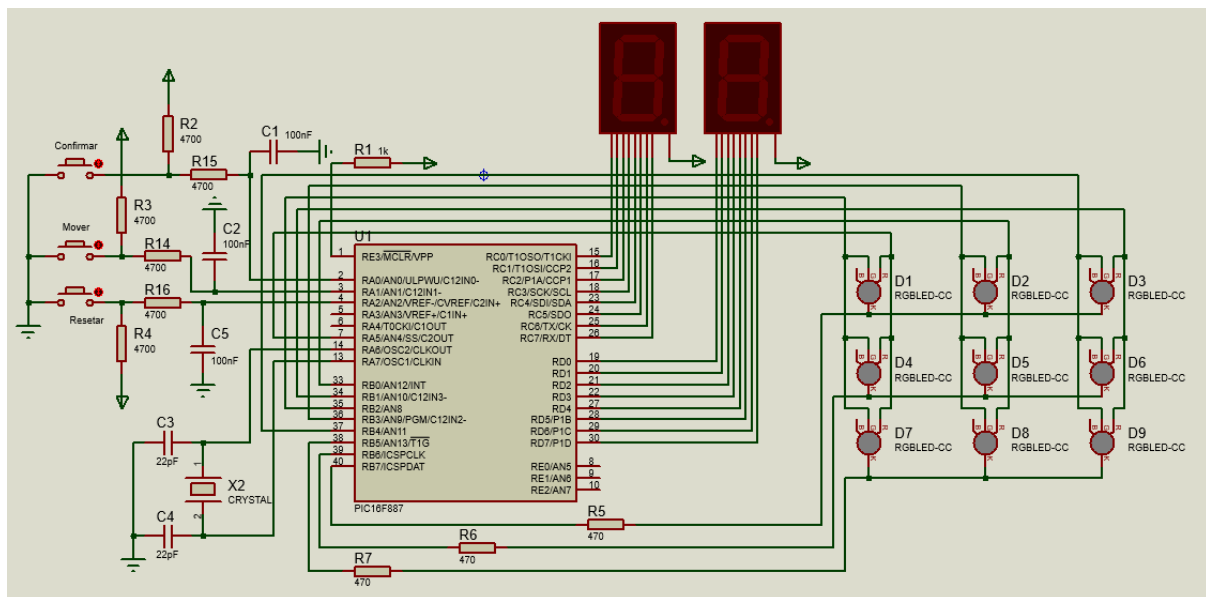 Confirmar
R2
4700
R15
4700
C1 100nF
R1 1k
R3
4700
Mover
R14
4700
C2
100nF
Resetar
R16
4700
R4
4700
C5
100nF
C3
22pF
X2
CRYSTAL
1
2
C4
22pF
U1
1 RE3/MCLR/VPP
2 RA0/AN0/ULPWU/C12IN0-
3 RA1/AN1/C12IN1-
4 RA2/AN2/VREF-/CVREF/C2IN+
5 RA3/AN3/VREF+/C1IN+
6 RA4/T0CKI/C1OUT
7 RA5/AN4/SS/C2OUT
14 RA6/OSC2/CLKOUT
13 RA7/OSC1/CLKIN
33 RB0/AN12/INT
34 RB1/AN10/C12IN3-
35 RB2/AN8
36 RB3/AN9/PGM/C12IN2-
37 RB4/AN11
38 RB5/AN13/T1G
39 RB6/ICSPCLK
40 RB7/ICSPDAT
RC0/T1OSO/T1CKI 15
RC1/T1OSI/CCP2 16
RC2/P1A/CCP1 17
RC3/SCK/SCL 18
RC4/SDI/SDA 23
RC5/SDO 24
RC6/TX/CK 25
RC7/RX/DT 26
RD0 19
RD1 20
RD2 21
RD3 22
RD4 27
RD5/P1B 28
RD6/P1C 29
RD7/P1D 30
RE0/AN5 8
RE1/AN6 9
RE2/AN7 10
PIC16F887
R5
470
R6
470
R7
470
B G R K
D1
RGBLED-CC
B G R K
D2
RGBLED-CC
B G R K
D3
RGBLED-CC
B G R K
D4
RGBLED-CC
B G R K
D5
RGBLED-CC
B G R K
D6
RGBLED-CC
B G R K
D7
RGBLED-CC
B G R K
D8
RGBLED-CC
B G R K
D9
RGBLED-CC